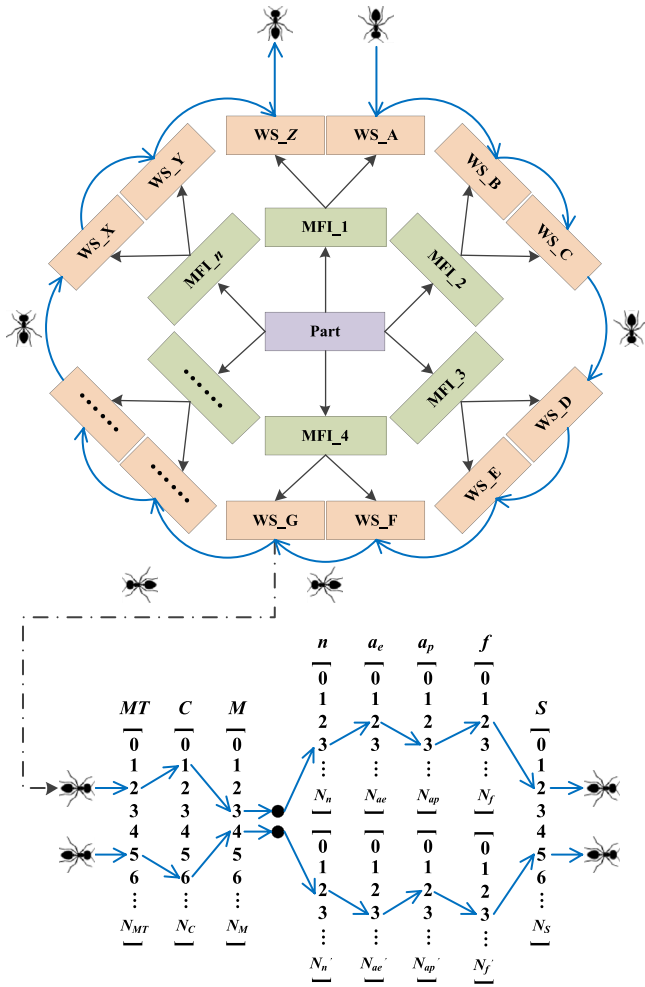 WS_Z WS_A
WS_Y WS_B
WS_X WS_C
MFI_1
MFI_n MFI_2
Part
...... MFI_3
MFI_4
...... WS_D
...... WS_E
WS_G WS_F
n a_e a_p f
[0 [0 [0 [0
MT C M 1 1 1 1 S
[0 [0 [0 2 2 2 2 [0
1 1 1 3 3 3 3 1
2 2 2 ⋮ ⋮ ⋮ ⋮ 2
3 3 3 N_n] N_ae] N_ap] N_f] 3
4 4 4 [0 [0 [0 [0 4
5 5 5 1 1 1 1 5
6 6 6 2 2 2 2 6
⋮ ⋮ ⋮ 3 3 3 3 ⋮
N_MT] N_C] N_M] ⋮ ⋮ ⋮ ⋮ N_S]
N_n′] N_ae′] N_ap′] N_f′]